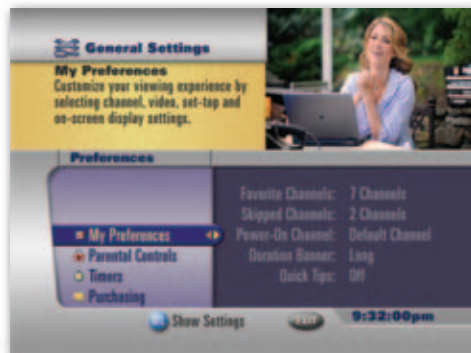 General Settings
My Preferences
Customize your viewing experience by
selecting channel, video, set-top and
on-screen display settings.
Preferences
Favorite Channels: 7 Channels
Skipped Channels: 2 Channels
My Preferences Power-On Channel: Default Channel
Parental Controls Duration Banner: Long
Timers Quick Tips: Off
Purchasing
Show Settings EXIT 9:32:00pm